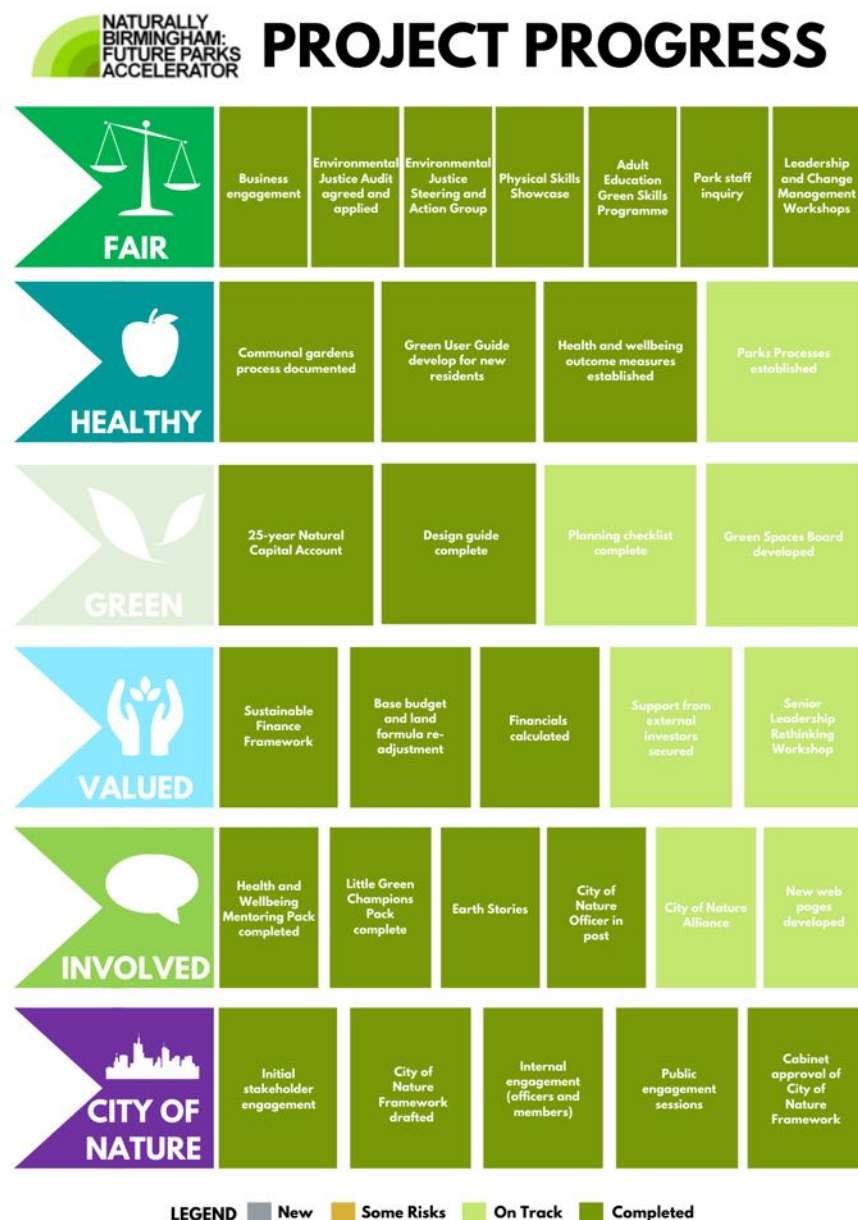 NATURALLY
BIRMINGHAM:
FUTURE PARKS
ACCELERATOR
PROJECT PROGRESS
FAIR
Business
engagement
Environmental
Justice Audit
agreed and
applied
Environmental
Justice
Steering and
Action Group
Physical Skills
Showcase
Adult
Education
Green Skills
Programme
Park staff
inquiry
Leadership
and Change
Management
Workshops
HEALTHY
Communal gardens
process documented
Green User Guide
develop for new
residents
Health and wellbeing
outcome measures
established
Parks Processes
established
GREEN
25-year Natural
Capital Account
Design guide
complete
Planning checklist
complete
Green Spaces Board
developed
VALUED
Sustainable
Finance
Framework
Base budget
and land
formula re-
adjustment
Financials
calculated
Support from
external
investors
secured
Senior
Leadership
Rethinking
Workshop
INVOLVED
Health and
Wellbeing
Mentoring Pack
completed
Little Green
Champions
Pack
complete
Earth Stories
City of
Nature
Officer in
post
City of Nature
Alliance
New web
pages
developed
CITY OF
NATURE
Initial
stakeholder
engagement
City of
Nature
Framework
drafted
Internal
engagement
(officers and
members)
Public
engagement
sessions
Cabinet
approval of
City of
Nature
Framework
LEGEND New Some Risks On Track Completed